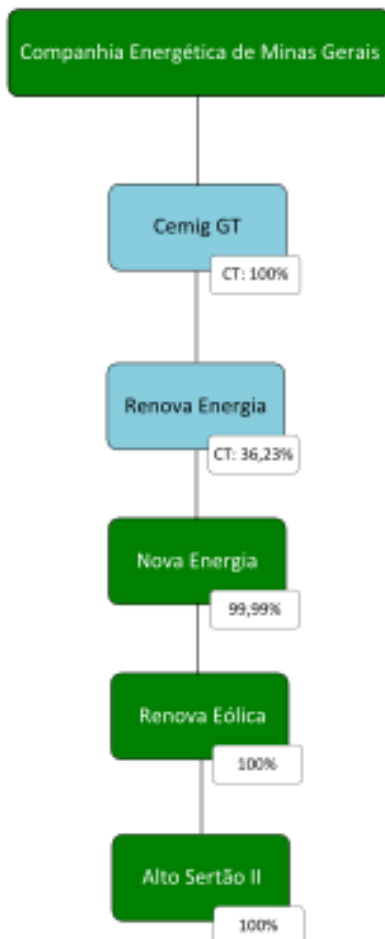 Companhia Energética de Minas Gerais
Cemig GT
CT: 100%
Renova Energia
CT: 36,23%
Nova Energia
99,99%
Renova Eólica
100%
Alto Sertão II
100%